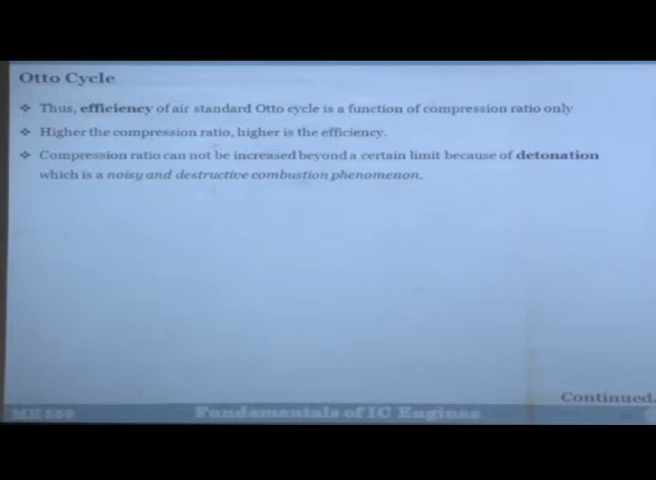 Otto Cycle
❖ Thus, efficiency of air standard Otto cycle is a function of compression ratio only
❖ Higher the compression ratio, higher is the efficiency.
❖ Compression ratio can not be increased beyond a certain limit because of detonation
which is a noisy and destructive combustion phenomenon.
Continued.
Fundamentals of IC Engines